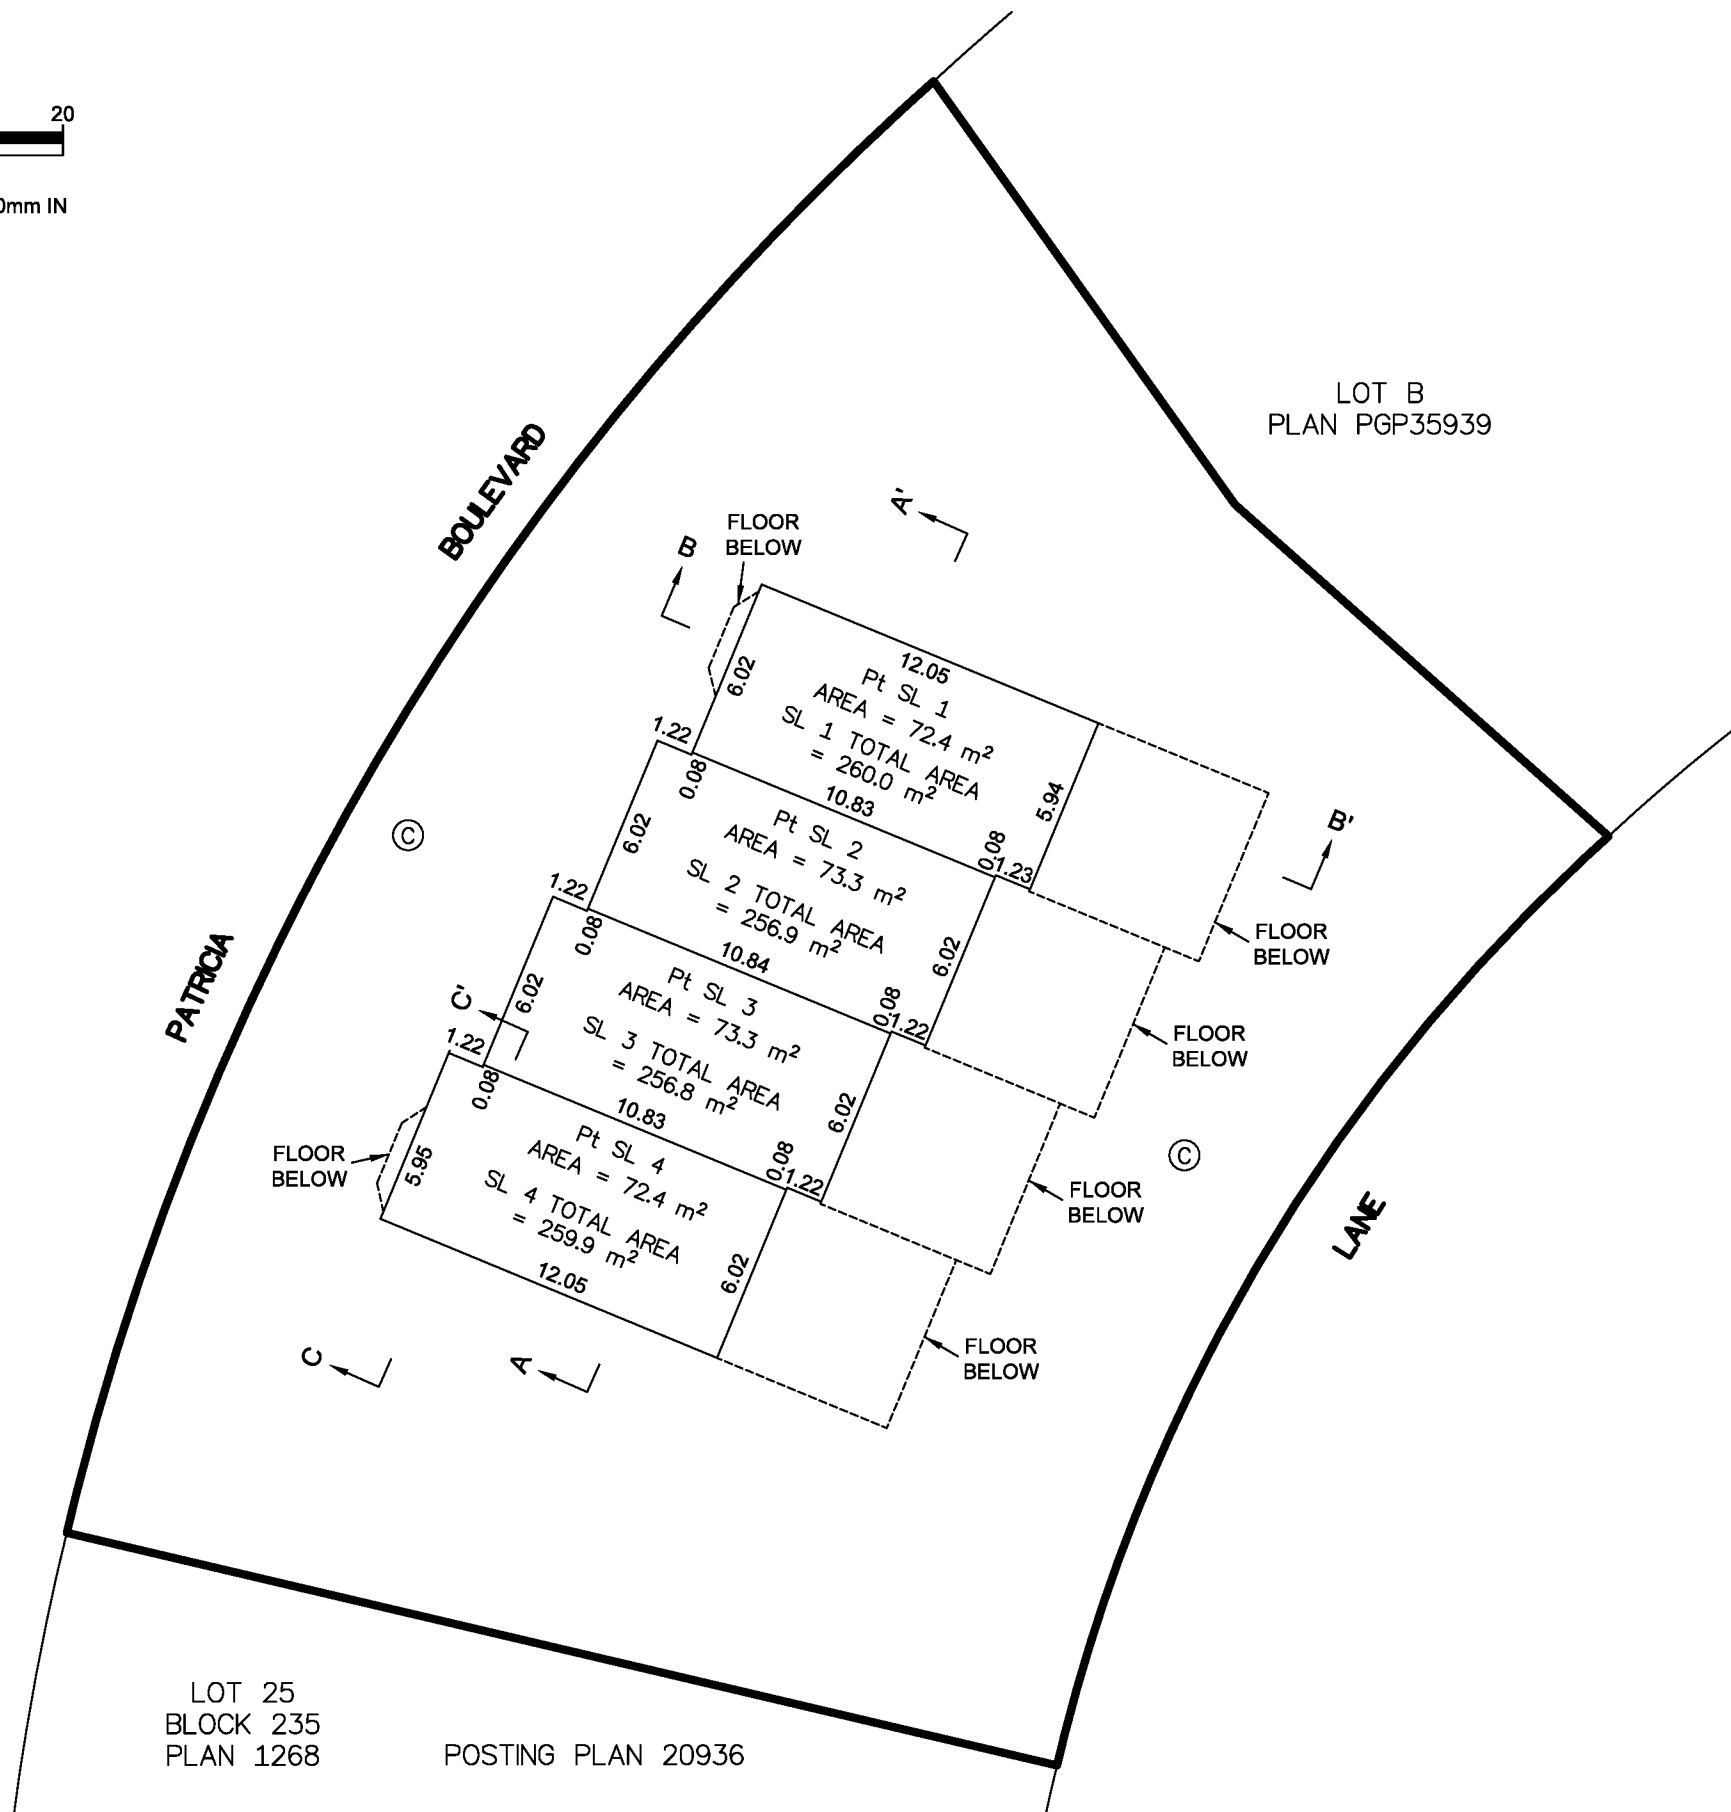 20
0mm IN
LOT B
PLAN PGP35939
BOULEVARD
PATRICIA
A'
B
FLOOR
BELOW
12.05
6.02
Pt SL 1
AREA = 72.4 m²
SL 1 TOTAL AREA
= 260.0 m²
5.94
1.22
0.08
10.83
0.08
1.23
B'
6.02
Pt SL 2
AREA = 73.3 m²
SL 2 TOTAL AREA
= 256.9 m²
6.02
FLOOR
BELOW
C
1.22
0.08
10.84
0.08
1.22
C'
6.02
Pt SL 3
AREA = 73.3 m²
SL 3 TOTAL AREA
= 256.8 m²
6.02
FLOOR
BELOW
1.22
0.08
10.83
0.08
1.22
FLOOR
BELOW
5.95
Pt SL 4
AREA = 72.4 m²
SL 4 TOTAL AREA
= 259.9 m²
6.02
12.05
C
FLOOR
BELOW
LANE
FLOOR
BELOW
C
A
LOT 25
BLOCK 235
PLAN 1268
POSTING PLAN 20936